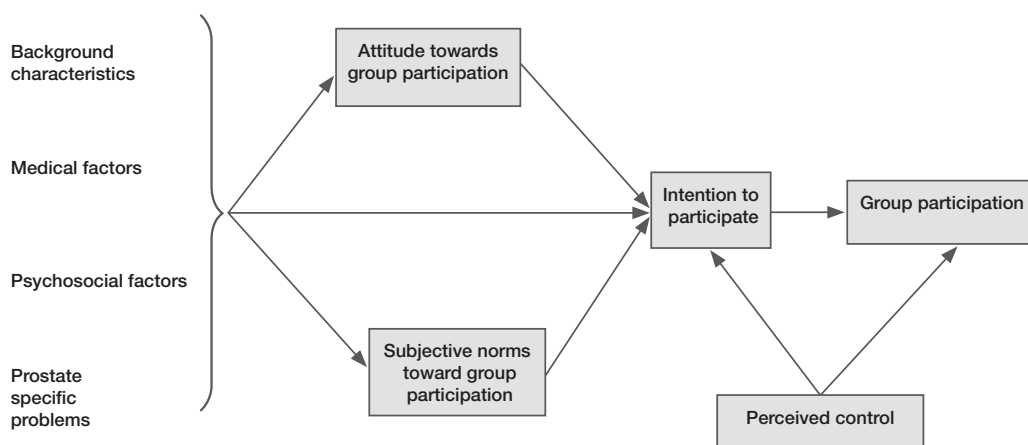 Background
characteristics
Medical factors
Psychosocial factors
Prostate
specific
problems
Attitude towards
group participation
Subjective norms
toward group
participation
Intention to
participate
Group participation
Perceived control